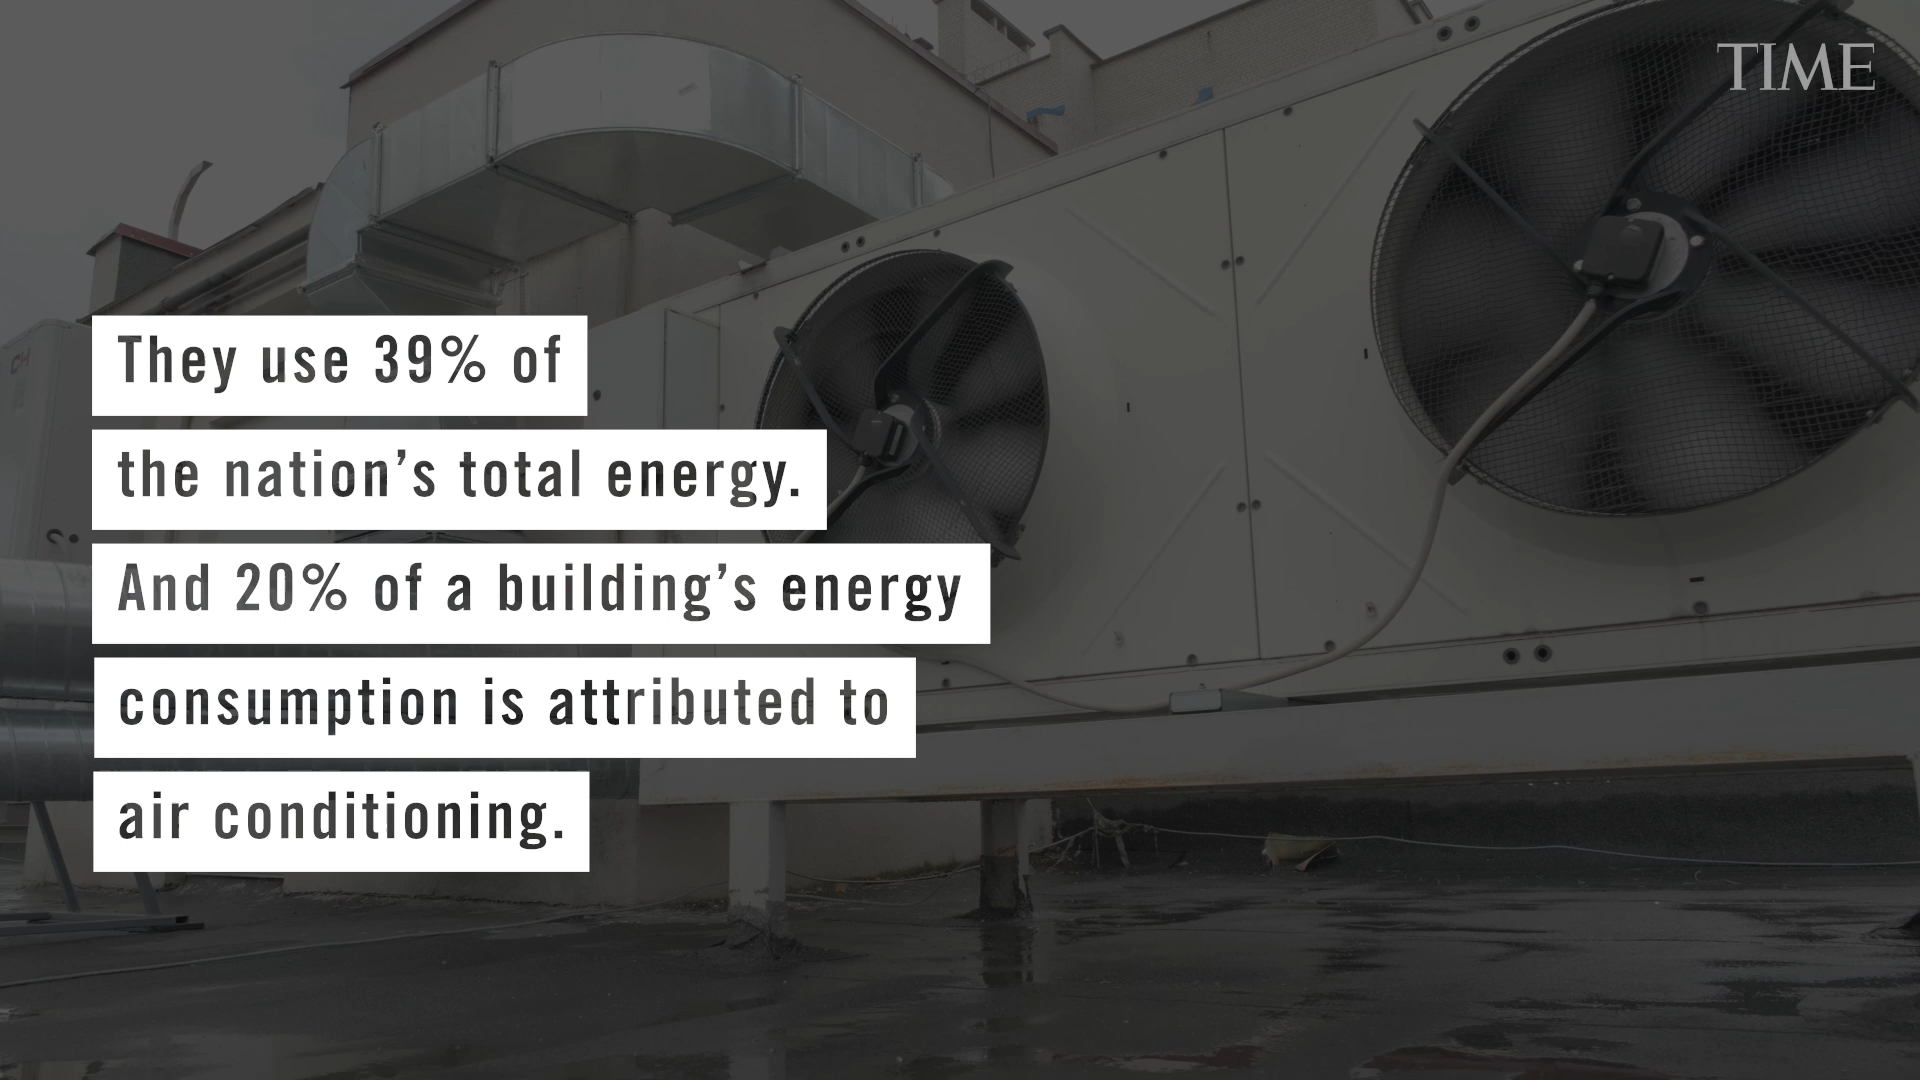 TIME
They use 39% of
the nation’s total energy.
And 20% of a building’s energy
consumption is attributed to
air conditioning.